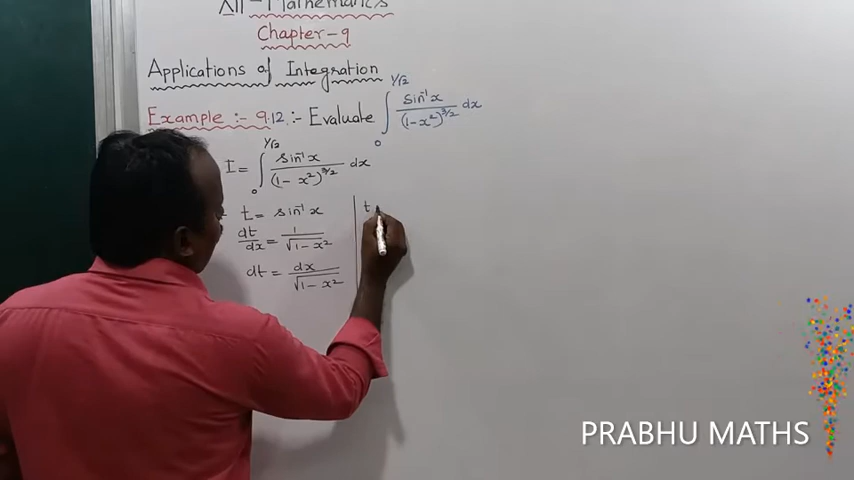 XII-Mathematics
Chapter-9
Applications of Integration
Example :- 9.12. :- Evaluate ∫₀^{1/√2} sin⁻¹x / (1-x²)^{3/2} dx
I = ∫₀^{1/√2} sin⁻¹x / (1-x²)^{3/2} dx
t = sin⁻¹ x
t
dt/dx = 1/√1-x²
dt = dx/√1-x²
PRABHU MATHS